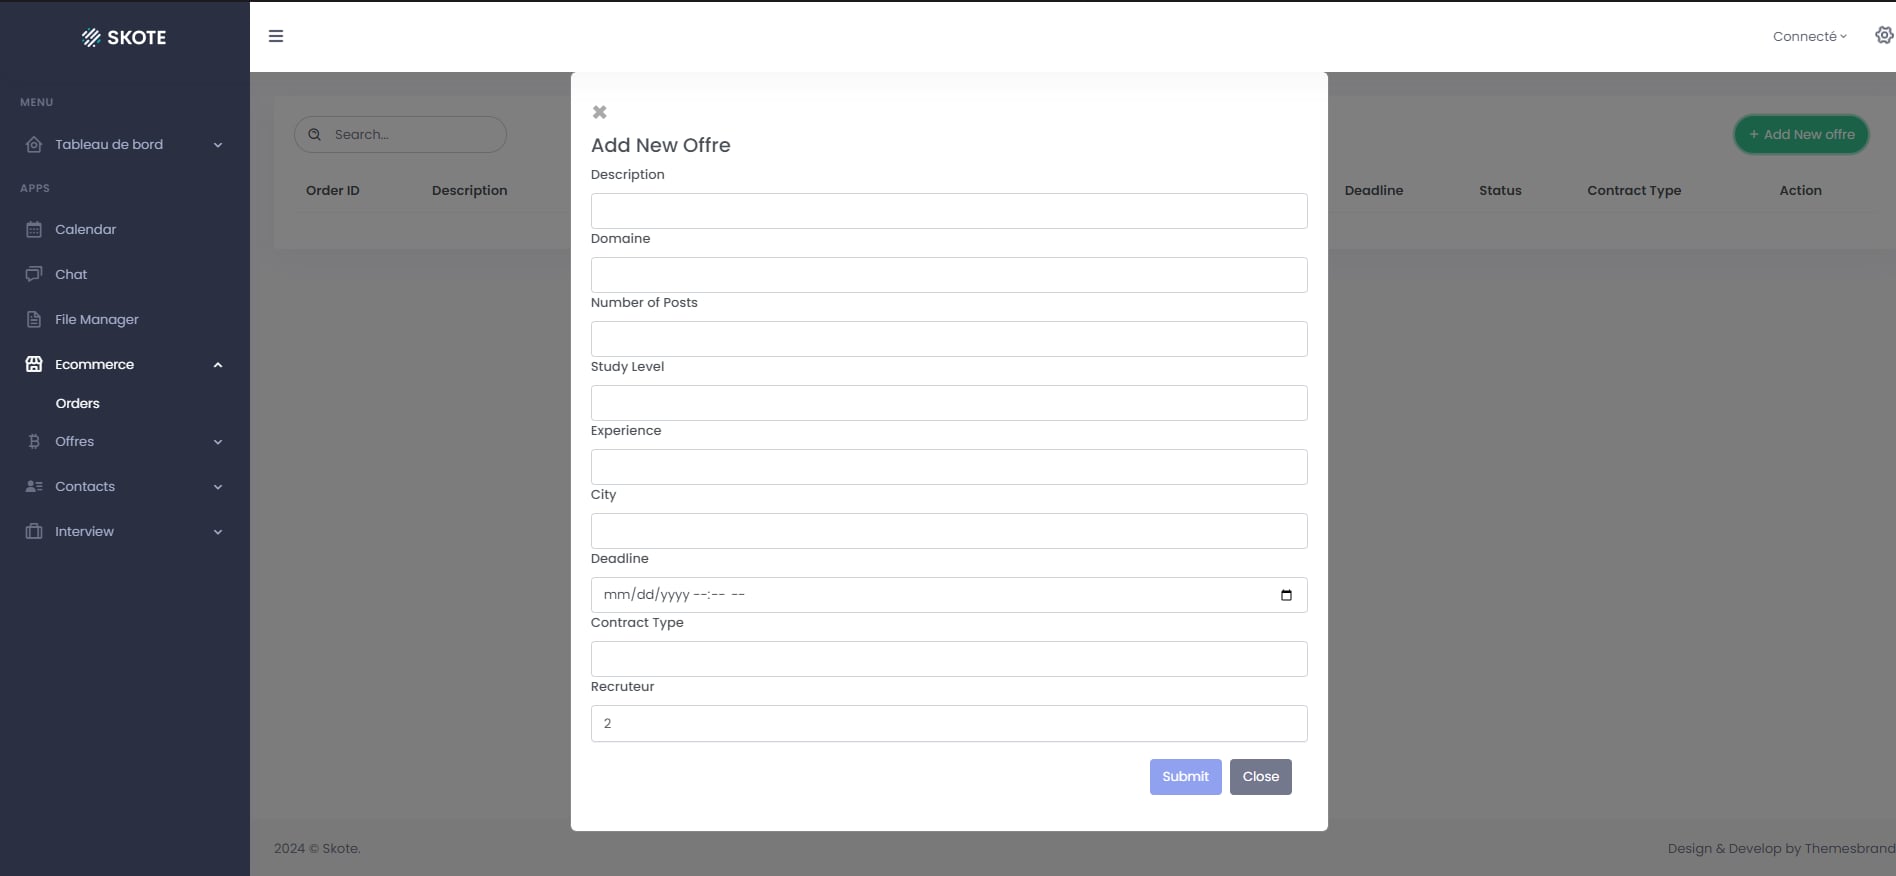 SKOTE
Connecté
MENU
Tableau de bord
APPS
Calendar
Chat
File Manager
Ecommerce
Orders
Offres
Contacts
Interview
Search...
+ Add New offre
Order ID Description Deadline Status Contract Type Action
Add New Offre
Description
Domaine
Number of Posts
Study Level
Experience
City
Deadline
mm/dd/yyyy --:-- --
Contract Type
Recruteur
2
Submit Close
2024 © Skote.
Design & Develop by Themesbrand